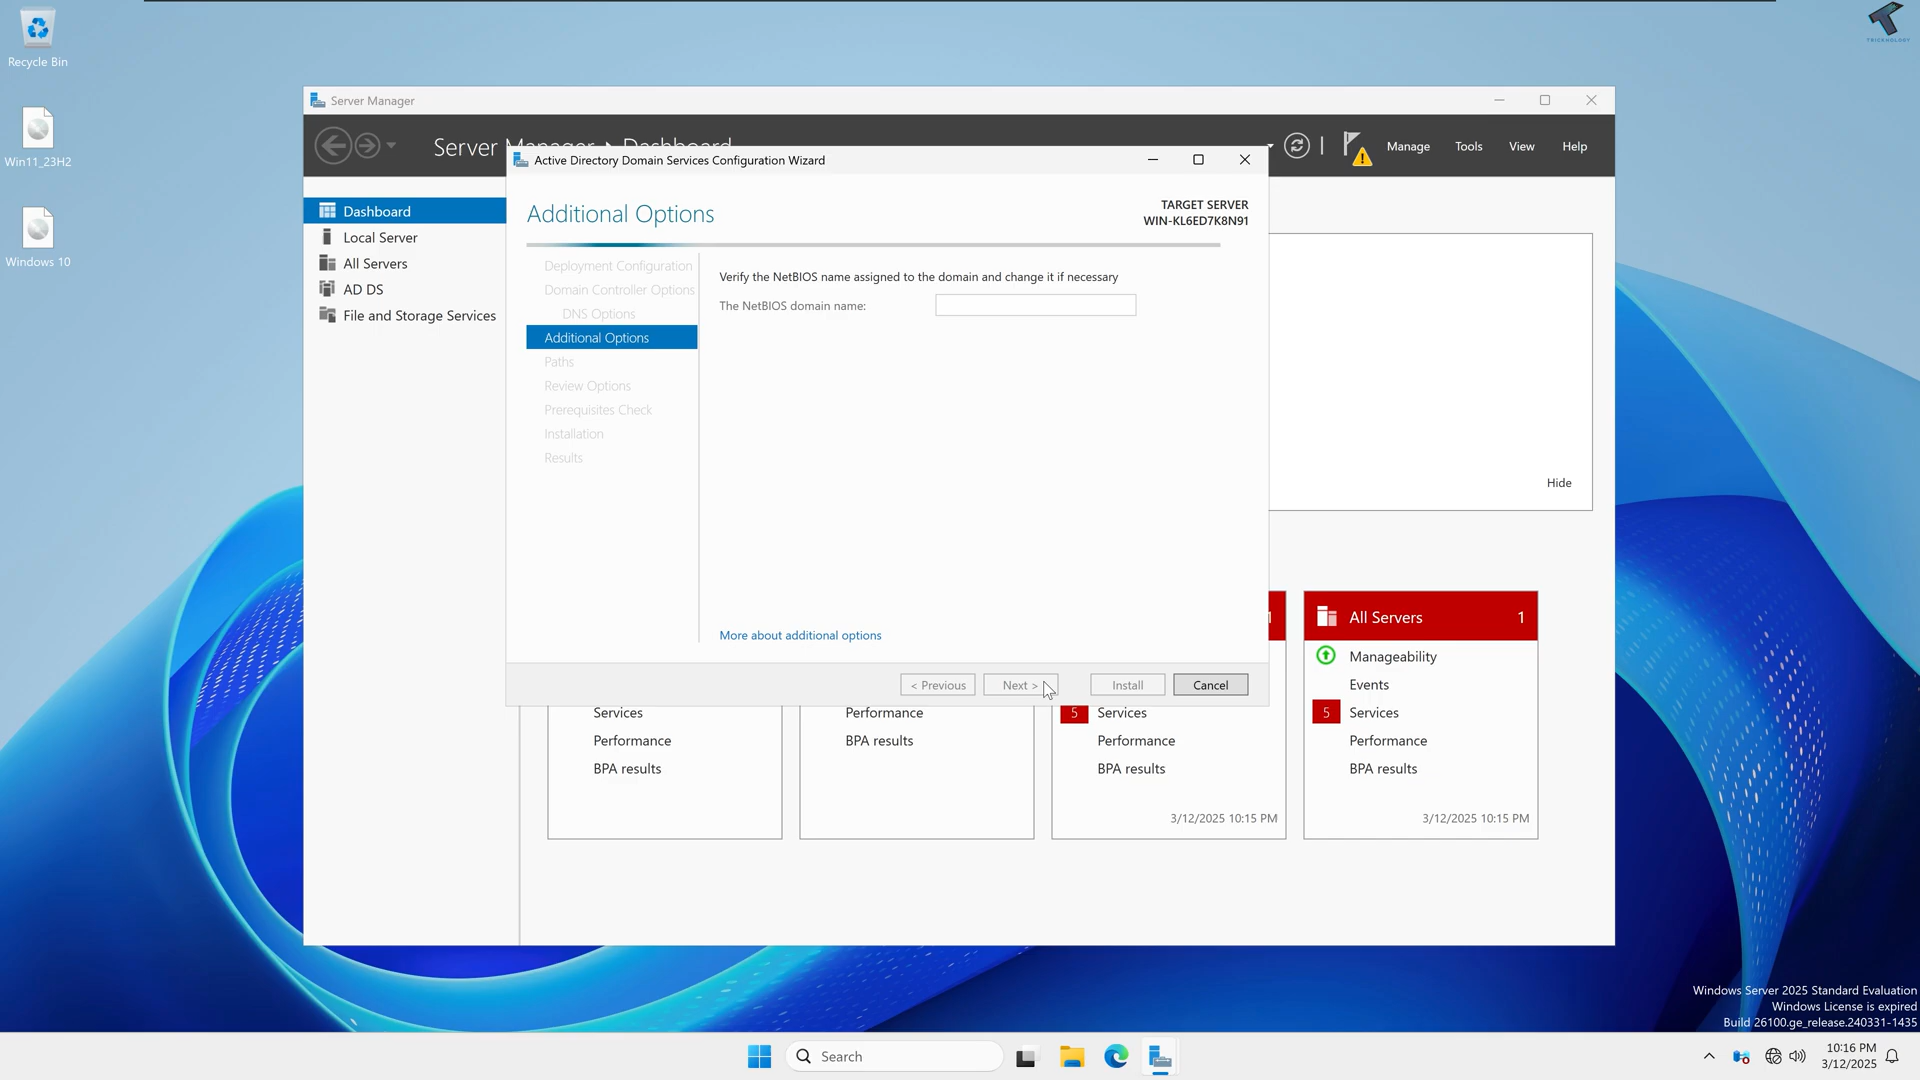 Recycle Bin
Win11_23H2
Windows 10
TRICKNOLOGY
Server Manager
Server Manager • Dashboard
Manage
Tools
View
Help
Dashboard
Local Server
All Servers
AD DS
File and Storage Services
Active Directory Domain Services Configuration Wizard
Additional Options
TARGET SERVER
WIN-KL6ED7K8N91
Deployment Configuration
Domain Controller Options
DNS Options
Additional Options
Paths
Review Options
Prerequisites Check
Installation
Results
Verify the NetBIOS name assigned to the domain and change it if necessary
The NetBIOS domain name:
More about additional options
< Previous
Next >
Install
Cancel
Hide
Services
Performance
BPA results
Performance
BPA results
1
5 Services
Performance
BPA results
3/12/2025 10:15 PM
All Servers 1
Manageability
Events
5 Services
Performance
BPA results
3/12/2025 10:15 PM
Windows Server 2025 Standard Evaluation
Windows License is expired
Build 26100.ge_release.240331-1435
Search
10:16 PM
3/12/2025